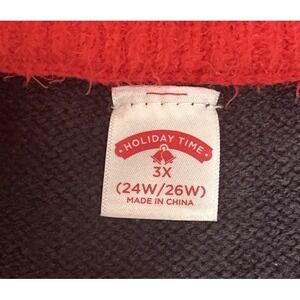 • HOLIDAY TIME •
3X
(24W/26W)
MADE IN CHINA